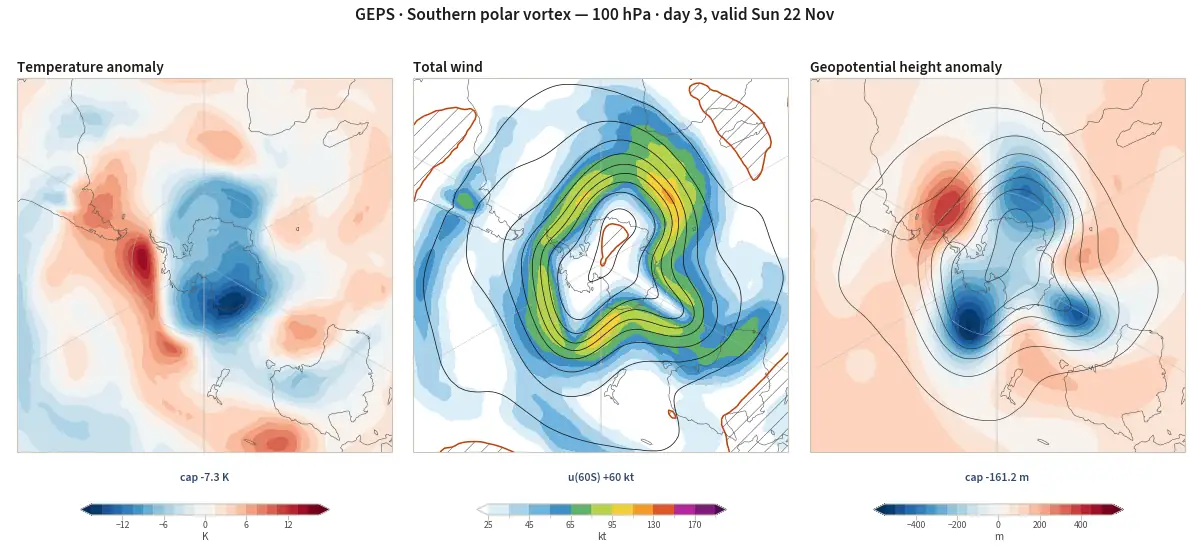 GEPS · Southern polar vortex — 100 hPa · day 3, valid Sun 22 Nov
Temperature anomaly
Total wind
Geopotential height anomaly
cap -7.3 K
u(60S) +60 kt
cap -161.2 m
−12 −6 0 6 12
K
25 45 65 95 130 170
kt
−400 −200 0 200 400
m